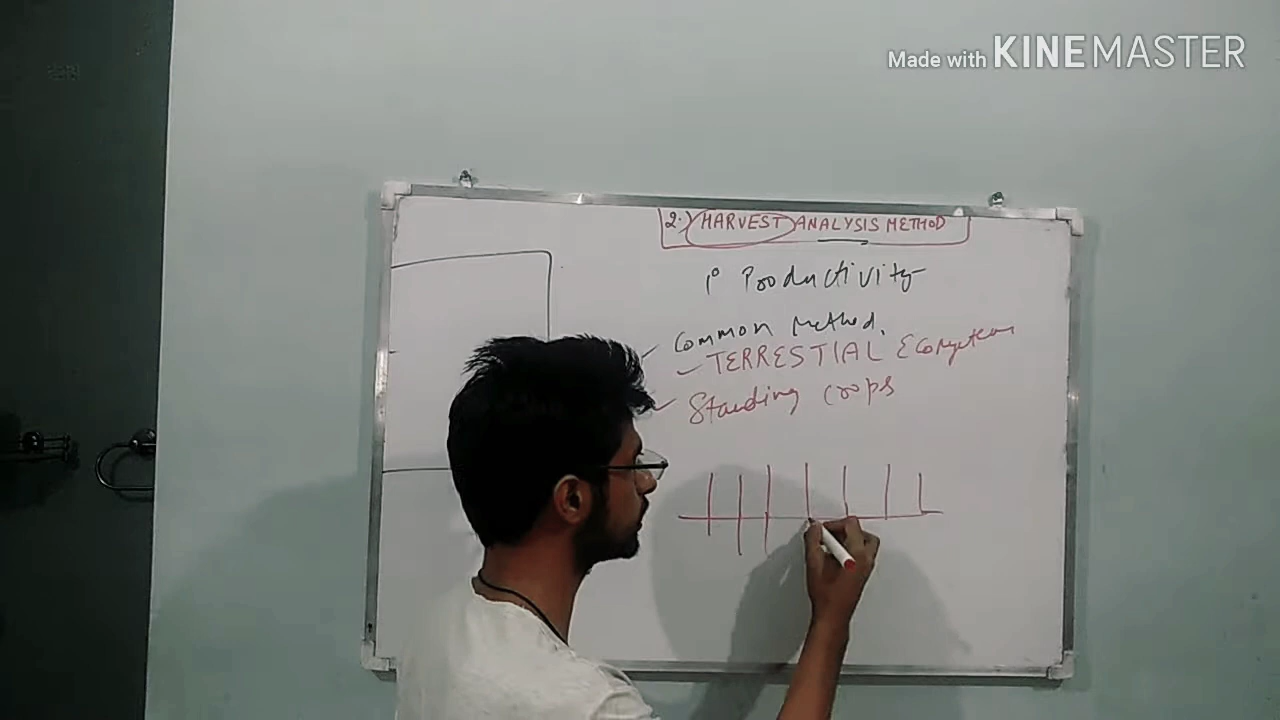 Made with KINEMASTER
2.) HARVEST ANALYSIS METHOD
1° Productivity
Common Method.
TERRESTIAL Ecosystem
Standing Crops